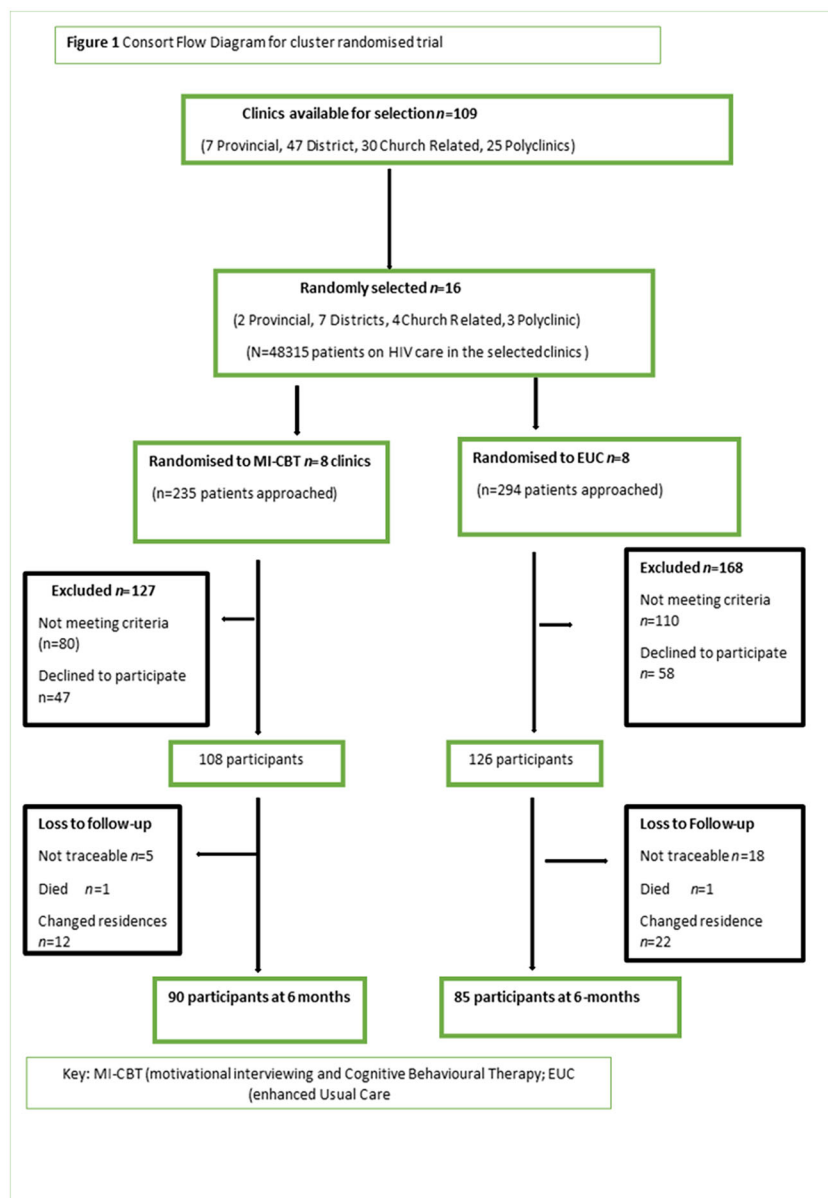 Figure 1 Consort Flow Diagram for cluster randomised trial
Clinics available for selection n=109
(7 Provincial, 47 District, 30 Church Related, 25 Polyclinics)
Randomly selected n=16
(2 Provincial, 7 Districts, 4Church Related, 3 Polyclinic)
(N=48315 patients on HIV care in the selected clinics )
Randomised to MI-CBT n=8 clinics
(n=235 patients approached)
Randomised to EUC n=8
(n=294 patients approached)
Excluded n=127
Not meeting criteria
(n=80)
Declined to participate
n=47
Excluded n=168
Not meeting criteria
n=110
Declined to participate
n= 58
108 participants
126 participants
Loss to follow-up
Not traceable n=5
Died n=1
Changed residences
n=12
Loss to Follow-up
Not traceable n=18
Died n=1
Changed residence
n=22
90 participants at 6 months
85 participants at 6-months
Key: MI-CBT (motivational interviewing and Cognitive Behavioural Therapy; EUC
(enhanced Usual Care